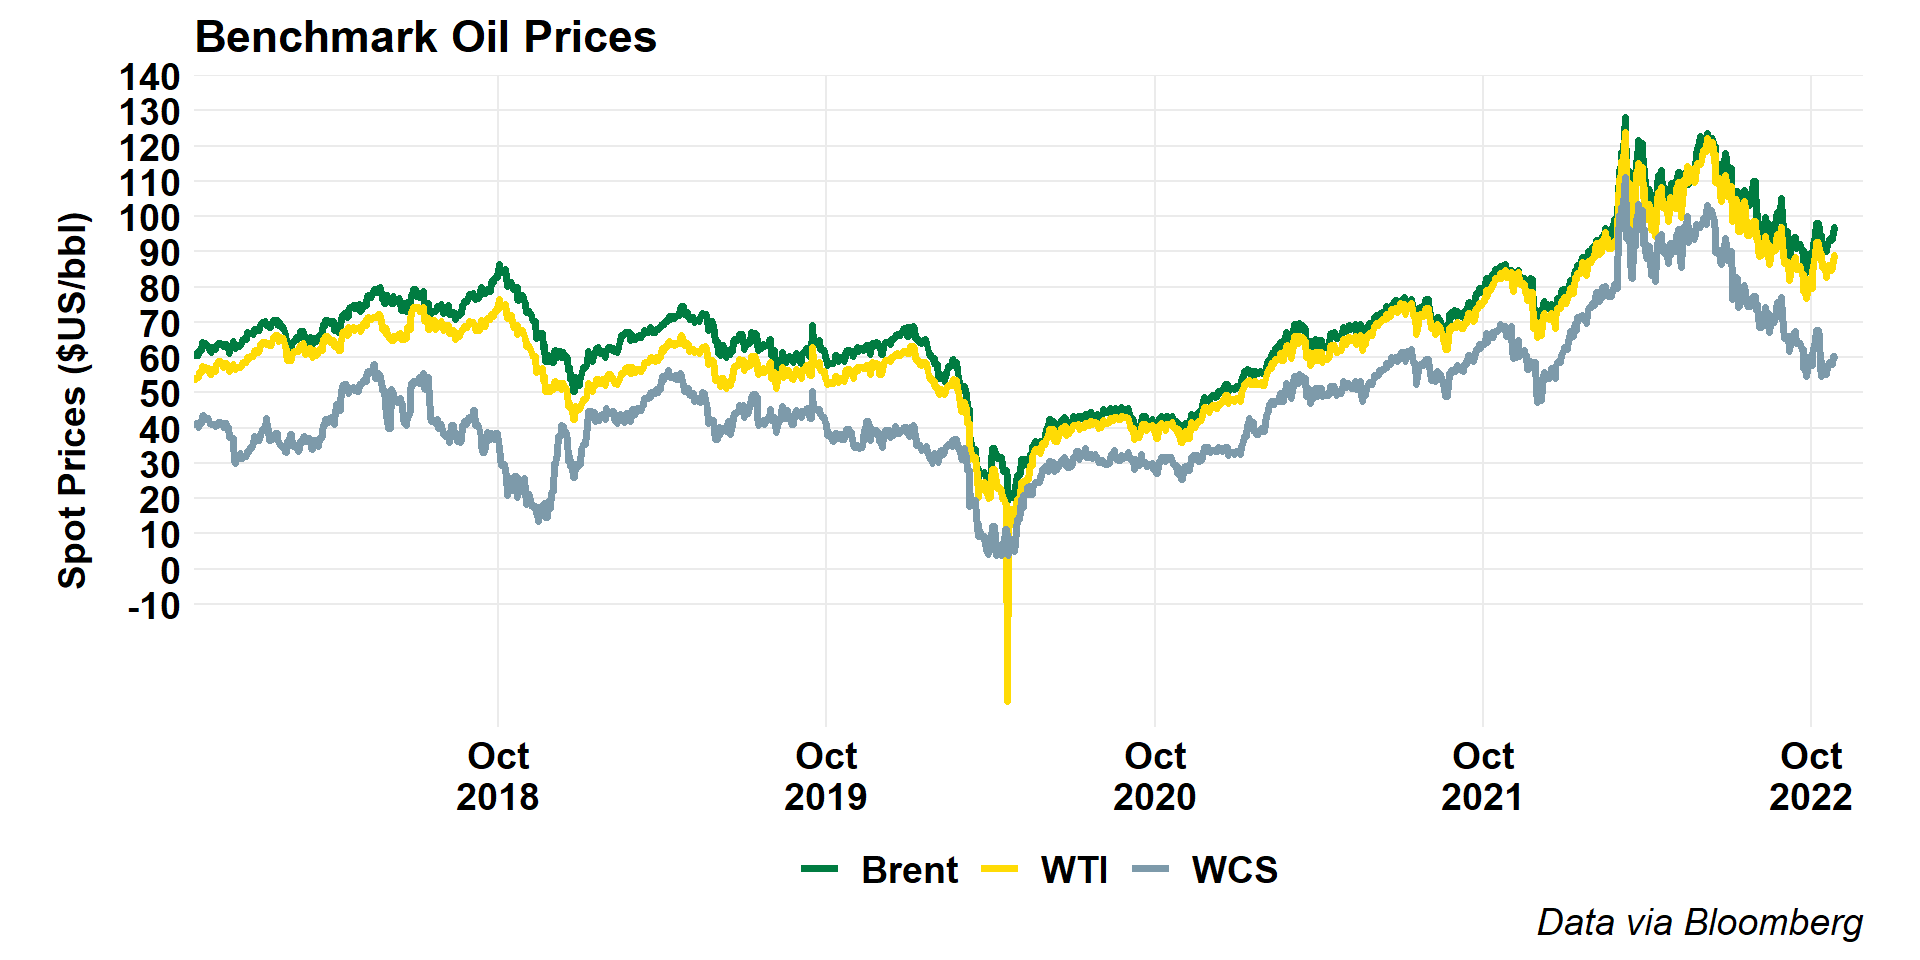 Benchmark Oil Prices
140
130
120
110
100
90
80
70
60
50
40
30
20
10
0
-10
Spot Prices ($US/bbl)
Oct 2018
Oct 2019
Oct 2020
Oct 2021
Oct 2022
Brent WTI WCS
Data via Bloomberg